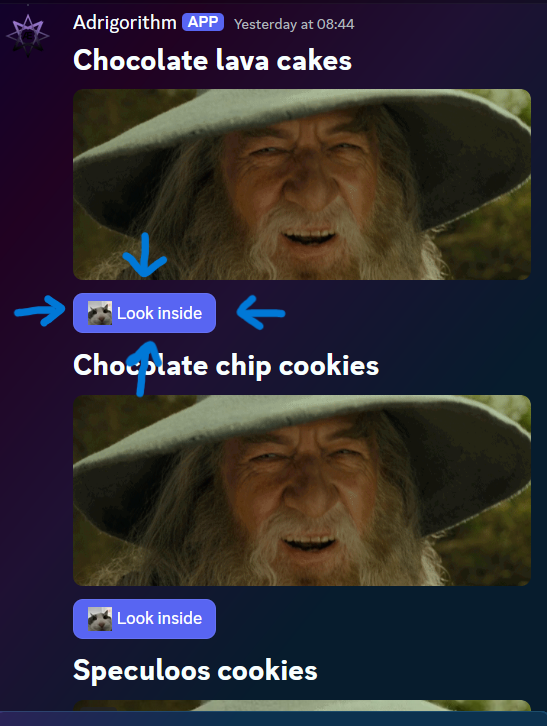 Adrigorithm APP Yesterday at 08:44
Chocolate lava cakes
Look inside
Chocolate chip cookies
Look inside
Speculoos cookies